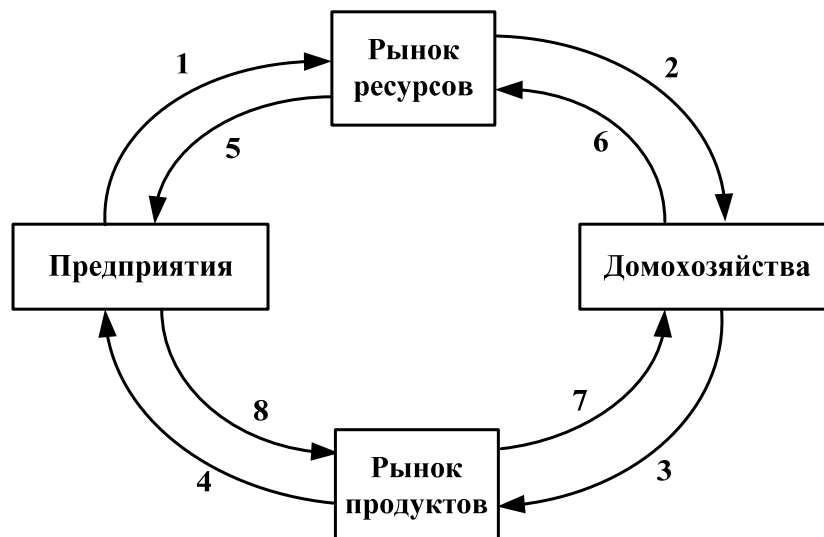 1
Рынок
ресурсов
2
5
6
Предприятия
Домохозяйства
8
7
4
Рынок
продуктов
3